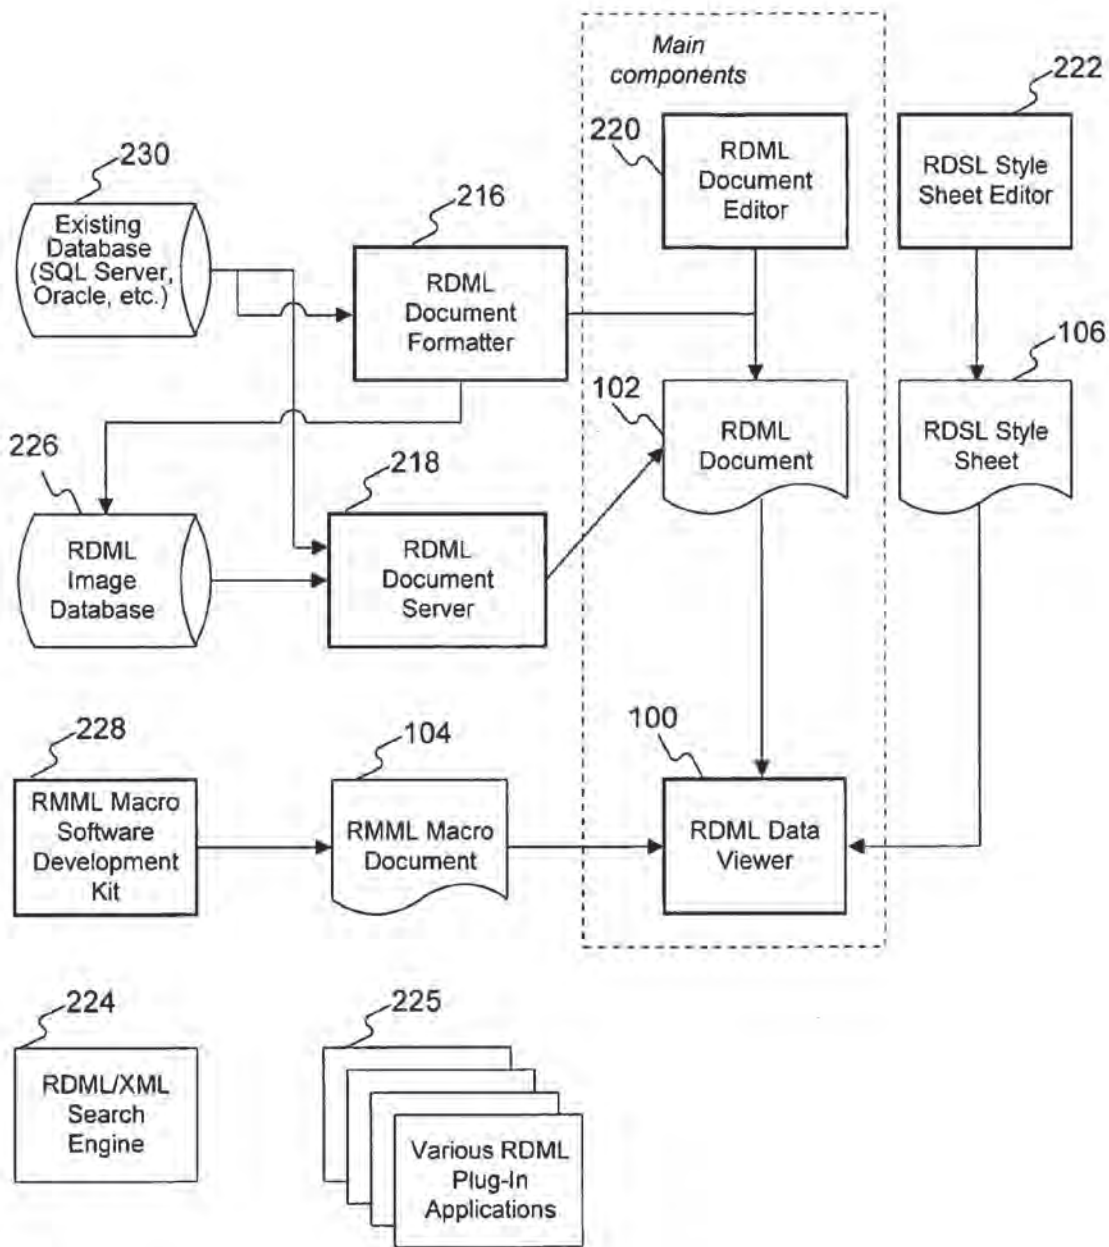 Main
components
222
220
RDML
Document
Editor
RDSL Style
Sheet Editor
230
Existing
Database
(SQL Server,
Oracle, etc.)
216
RDML
Document
Formatter
106
102
RDML
Document
RDSL Style
Sheet
226
RDML
Image
Database
218
RDML
Document
Server
228
RMML Macro
Software
Development
Kit
104
RMML Macro
Document
100
RDML Data
Viewer
224
RDML/XML
Search
Engine
225
Various RDML
Plug-In
Applications